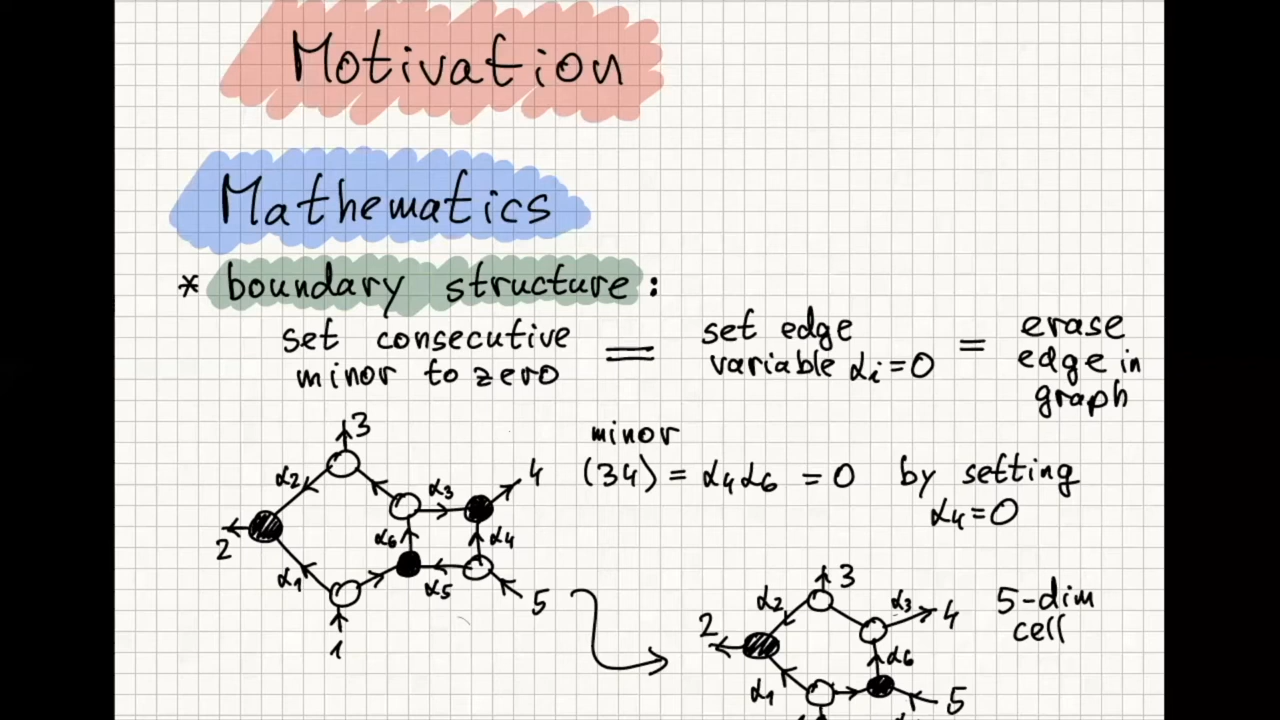 Motivation
Mathematics
* boundary structure:
set consecutive
minor to zero
=
set edge
variable αi=0
=
erase
edge in
graph
minor
(34) = α4α6 = 0 by setting
α4=0
3
α2
α3
4
2
α6
α4
α1
α5
5
1
3
α2
α3
4
5-dim
cell
2
α6
α1
5